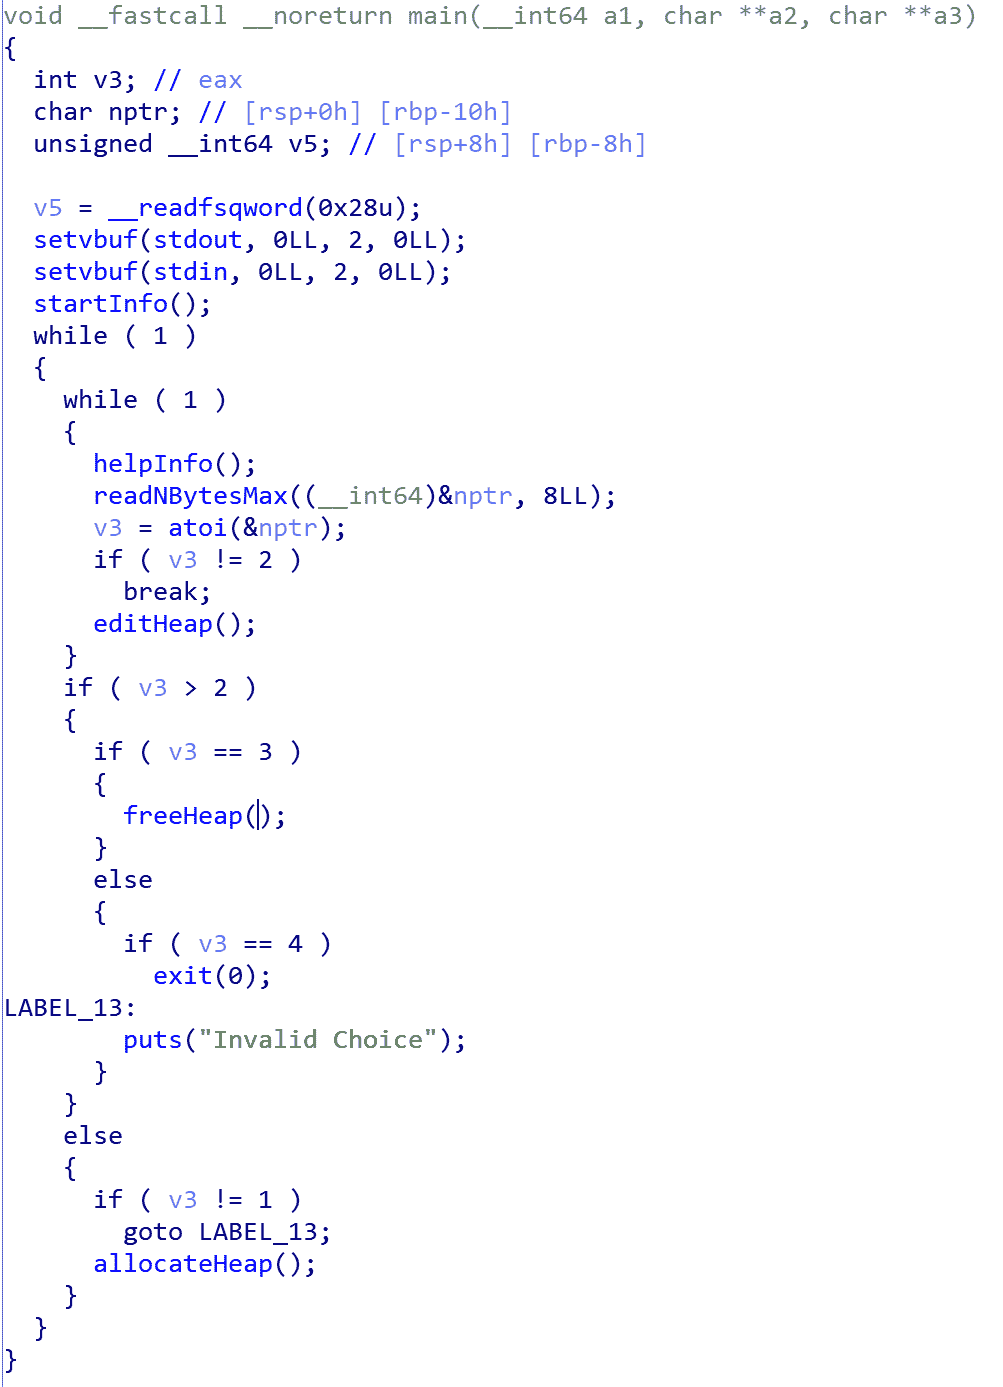 void __fastcall __noreturn main(__int64 a1, char **a2, char **a3)
{
  int v3; // eax
  char nptr; // [rsp+0h] [rbp-10h]
  unsigned __int64 v5; // [rsp+8h] [rbp-8h]

  v5 = __readfsqword(0x28u);
  setvbuf(stdout, 0LL, 2, 0LL);
  setvbuf(stdin, 0LL, 2, 0LL);
  startInfo();
  while ( 1 )
  {
    while ( 1 )
    {
      helpInfo();
      readNBytesMax((__int64)&nptr, 8LL);
      v3 = atoi(&nptr);
      if ( v3 != 2 )
        break;
      editHeap();
    }
    if ( v3 > 2 )
    {
      if ( v3 == 3 )
      {
        freeHeap();
      }
      else
      {
        if ( v3 == 4 )
          exit(0);
LABEL_13:
        puts("Invalid Choice");
      }
    }
    else
    {
      if ( v3 != 1 )
        goto LABEL_13;
      allocateHeap();
    }
  }
}